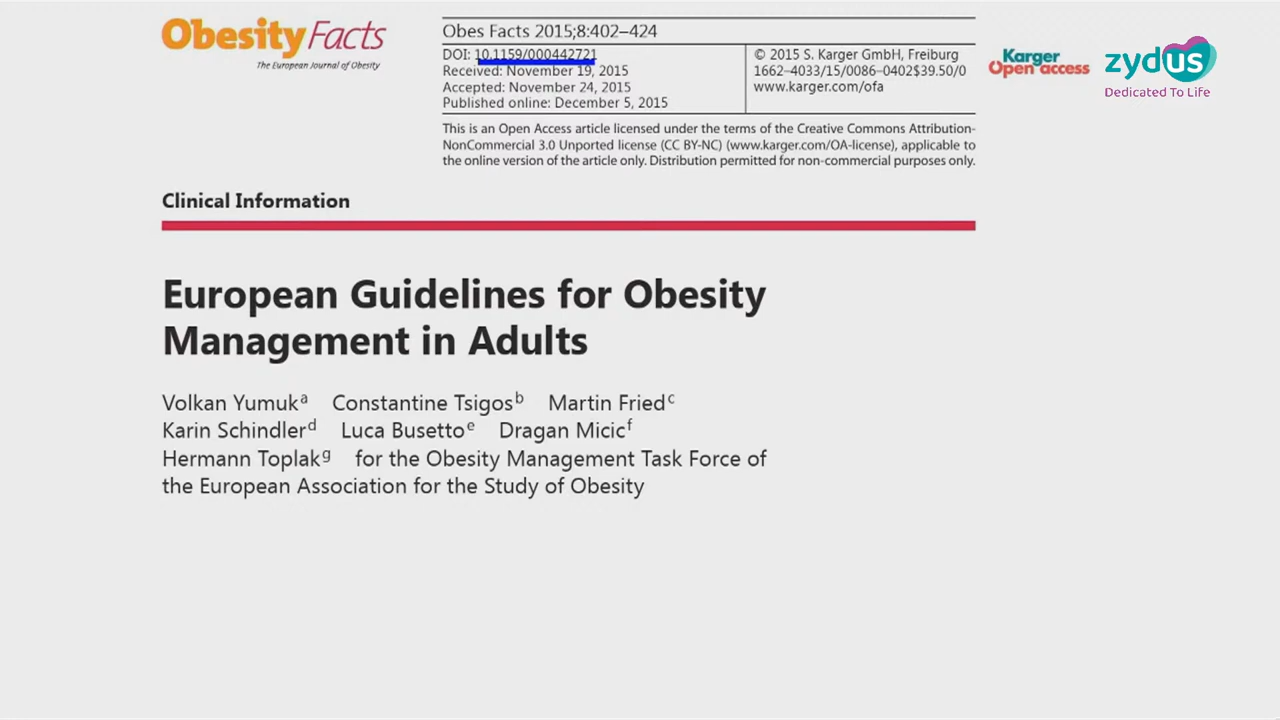 Obesity Facts
The European Journal of Obesity
Obes Facts 2015;8:402–424
DOI: 10.1159/000442721
Received: November 19, 2015
Accepted: November 24, 2015
Published online: December 5, 2015
© 2015 S. Karger GmbH, Freiburg
1662–4033/15/0086–0402$39.50/0
www.karger.com/ofa
Karger
Open access
zydus
Dedicated To Life
This is an Open Access article licensed under the terms of the Creative Commons Attribution-
NonCommercial 3.0 Unported license (CC BY-NC) (www.karger.com/OA-license), applicable to
the online version of the article only. Distribution permitted for non-commercial purposes only.
Clinical Information
European Guidelines for Obesity
Management in Adults
Volkan Yumuk a Constantine Tsigos b Martin Fried c
Karin Schindler d Luca Busetto e Dragan Micic f
Hermann Toplak g for the Obesity Management Task Force of
the European Association for the Study of Obesity